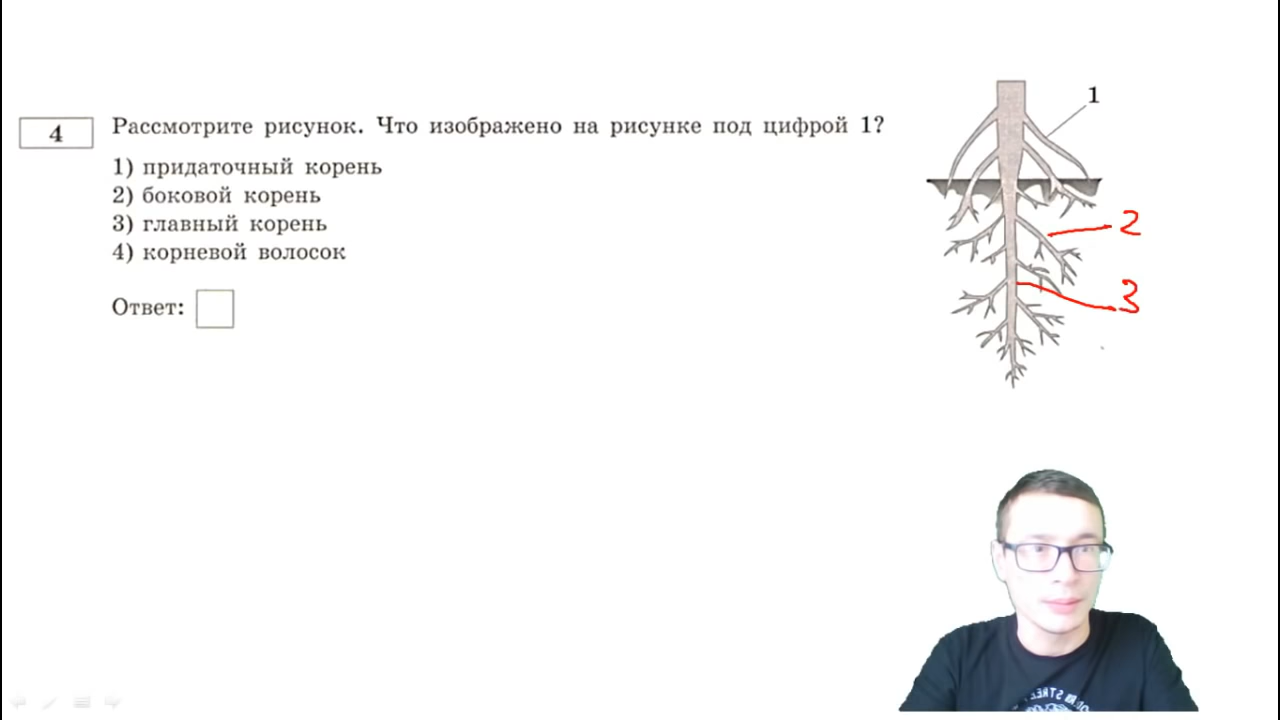 4
Рассмотрите рисунок. Что изображено на рисунке под цифрой 1?
1) придаточный корень
2) боковой корень
3) главный корень
4) корневой волосок
Ответ:
1
2
3